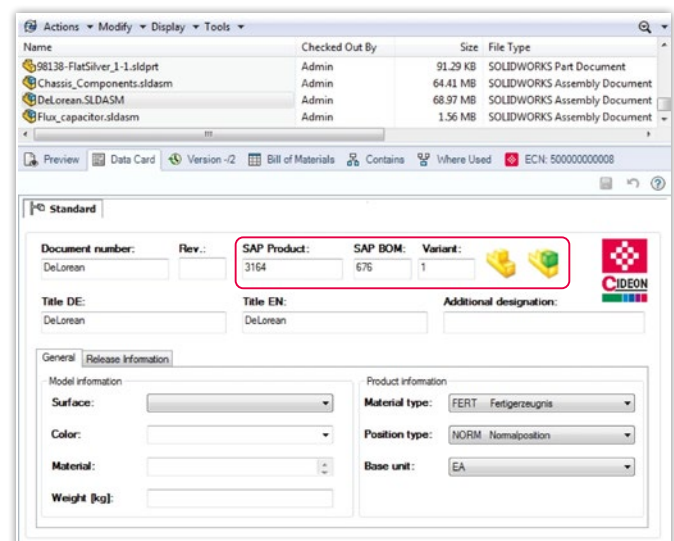 Actions Modify Display Tools
Name Checked Out By Size File Type
98138-FlatSilver_1-1.sldprt Admin 91.29 KB SOLIDWORKS Part Document
Chassis_Components.sldasm Admin 64.41 MB SOLIDWORKS Assembly Document
DeLorean.SLDASM Admin 68.97 MB SOLIDWORKS Assembly Document
Flux_capacitor.sldasm Admin 1.56 MB SOLIDWORKS Assembly Document
Preview Data Card Version -/2 Bill of Materials Contains Where Used ECN: 500000000008
Standard
Document number: Rev.: SAP Product: SAP BOM: Variant:
DeLorean 3164 676 1
CIDEON
Title DE: Title EN: Additional designation:
DeLorean DeLorean
General Release Information
Model information Product information
Surface: Material type: FERT Fertigerzeugnis
Color: Position type: NORM Normalposition
Material: Base unit: EA
Weight [kg]: